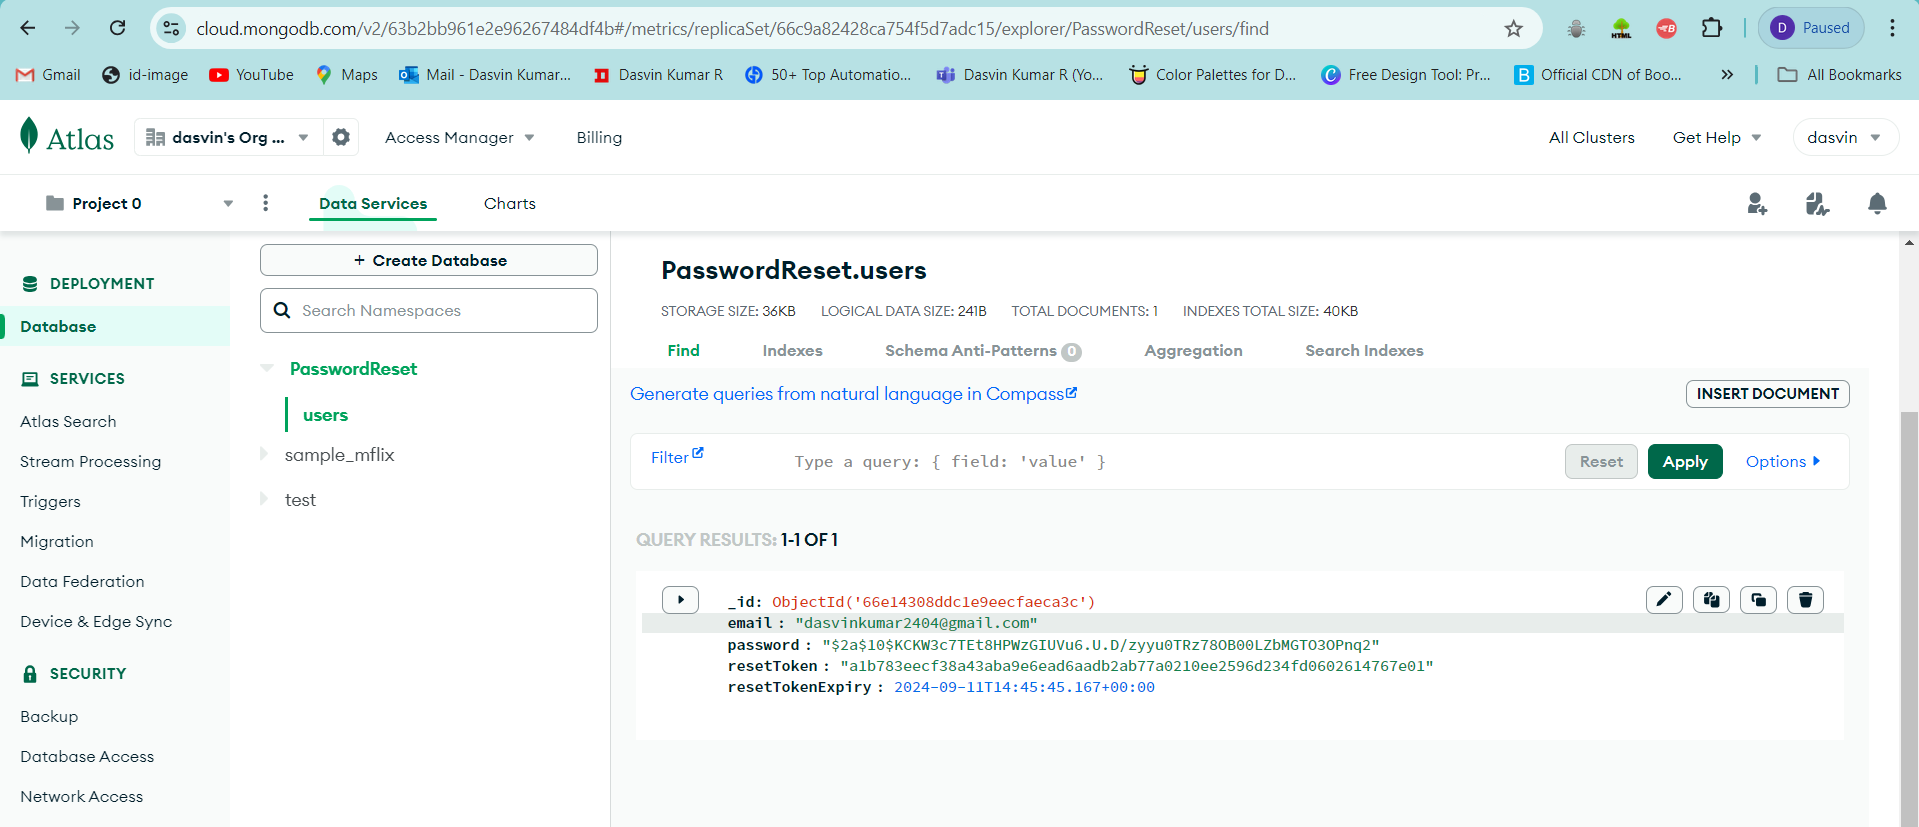 cloud.mongodb.com/v2/63b2bb961e2e96267484df4b#/metrics/replicaSet/66c9a82428ca754f5d7adc15/explorer/PasswordReset/users/find
HTML
D Paused
Gmail id-image YouTube Maps Mail - Dasvin Kumar... Dasvin Kumar R 50+ Top Automatio... Dasvin Kumar R (Yo... Color Palettes for D... Free Design Tool: Pr... B Official CDN of Boo... » All Bookmarks
Atlas dasvin's Org ... Access Manager Billing All Clusters Get Help dasvin
Project 0 Data Services Charts
DEPLOYMENT
Database
SERVICES
Atlas Search
Stream Processing
Triggers
Migration
Data Federation
Device & Edge Sync
SECURITY
Backup
Database Access
Network Access
+ Create Database
Search Namespaces
PasswordReset
users
sample_mflix
test
PasswordReset.users
STORAGE SIZE: 36KB LOGICAL DATA SIZE: 241B TOTAL DOCUMENTS: 1 INDEXES TOTAL SIZE: 40KB
Find Indexes Schema Anti-Patterns 0 Aggregation Search Indexes
Generate queries from natural language in Compass
INSERT DOCUMENT
Filter Type a query: { field: 'value' } Reset Apply Options
QUERY RESULTS: 1-1 OF 1
_id: ObjectId('66e14308ddc1e9eecfaeca3c')
email : "dasvinkumar2404@gmail.com"
password : "$2a$10$KCKW3c7TEt8HPWzGIUVu6.U.D/zyyu0TRz78OB00LZbMGTO3OPnq2"
resetToken : "a1b783eecf38a43aba9e6ead6aadb2ab77a0210ee2596d234fd0602614767e01"
resetTokenExpiry : 2024-09-11T14:45:45.167+00:00